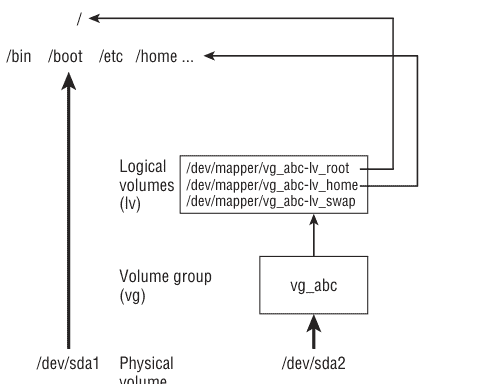 /
/bin /boot /etc /home ...
Logical
volumes
(lv)
/dev/mapper/vg_abc-lv_root
/dev/mapper/vg_abc-lv_home
/dev/mapper/vg_abc-lv_swap
Volume group
(vg)
vg_abc
/dev/sda1
Physical
volume
/dev/sda2